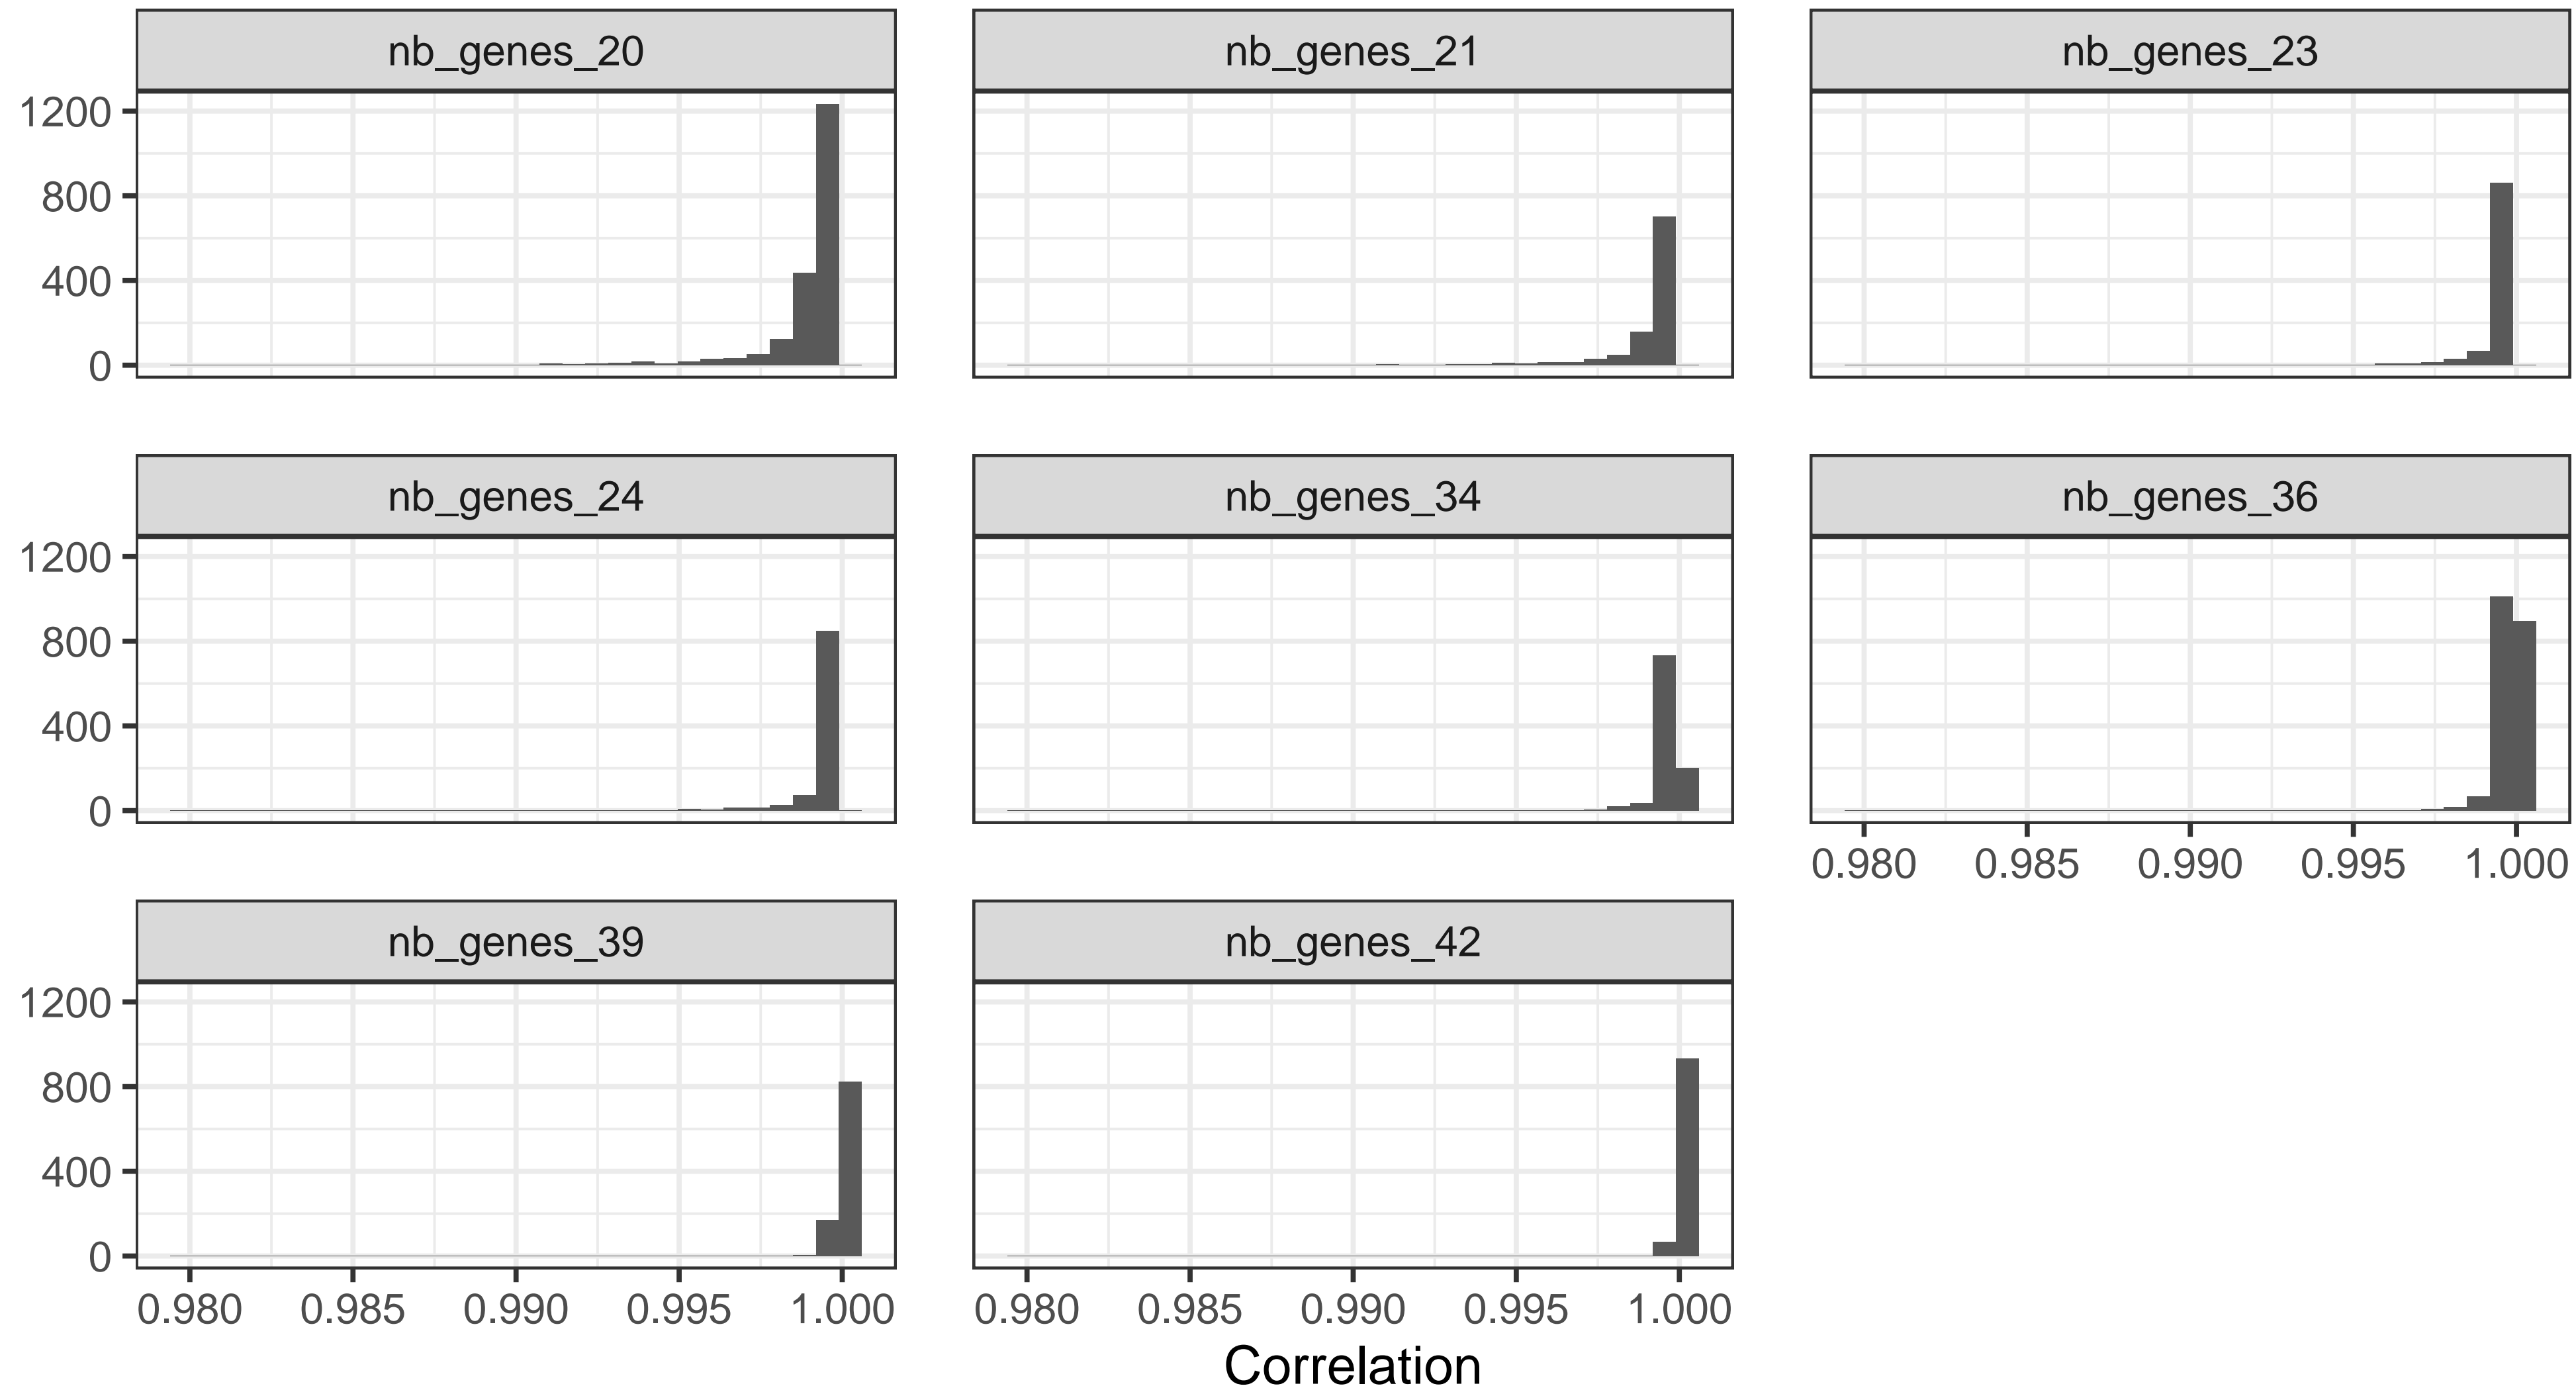 nb_genes_20 nb_genes_21 nb_genes_23
1200
800
400
0
nb_genes_24 nb_genes_34 nb_genes_36
1200
800
400
0
0.980 0.985 0.990 0.995 1.000
nb_genes_39 nb_genes_42
1200
800
400
0
0.980 0.985 0.990 0.995 1.000 0.980 0.985 0.990 0.995 1.000
Correlation